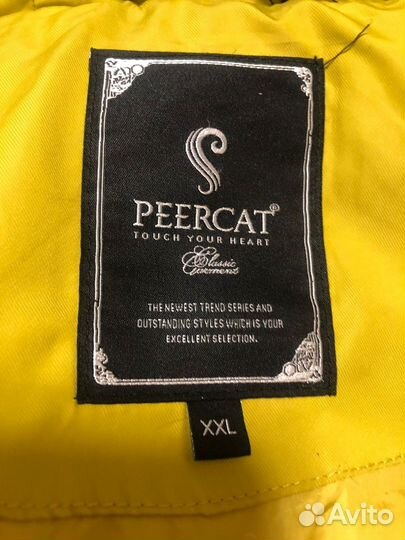 PEERCAT®
TOUCH YOUR HEART
Classic
Garment
THE NEWEST TREND SERIES AND
OUTSTANDING STYLES WHICH IS YOUR
EXCELLENT SELECTION.
XXL
Avito